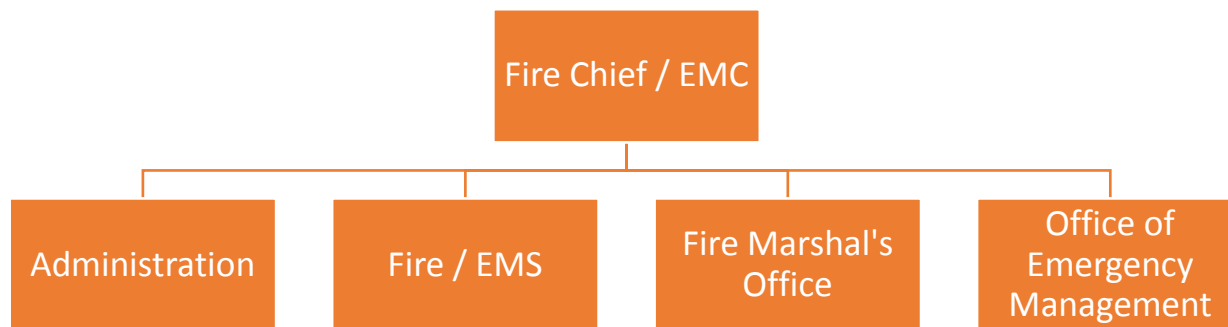 Fire Chief / EMC
Administration
Fire / EMS
Fire Marshal's
Office
Office of
Emergency
Management